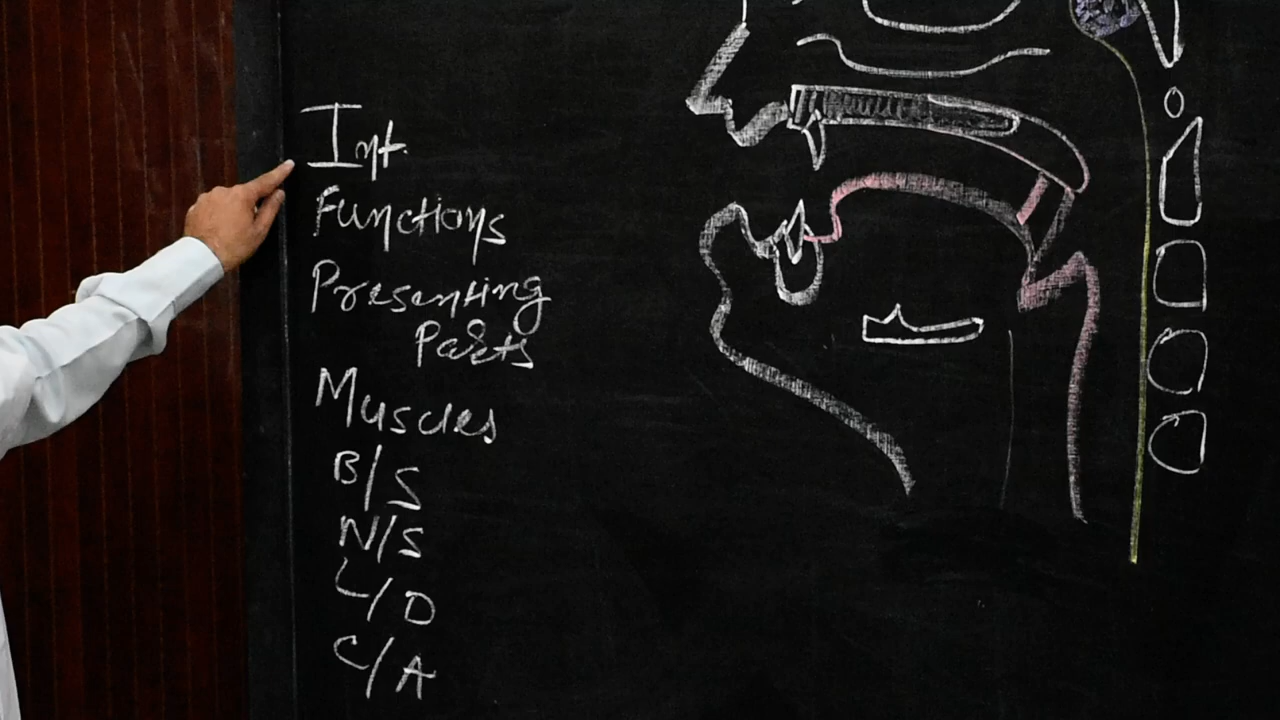 Int.
Functions
Presenting
Parts
Muscles
B/S
N/S
L/D
C/A